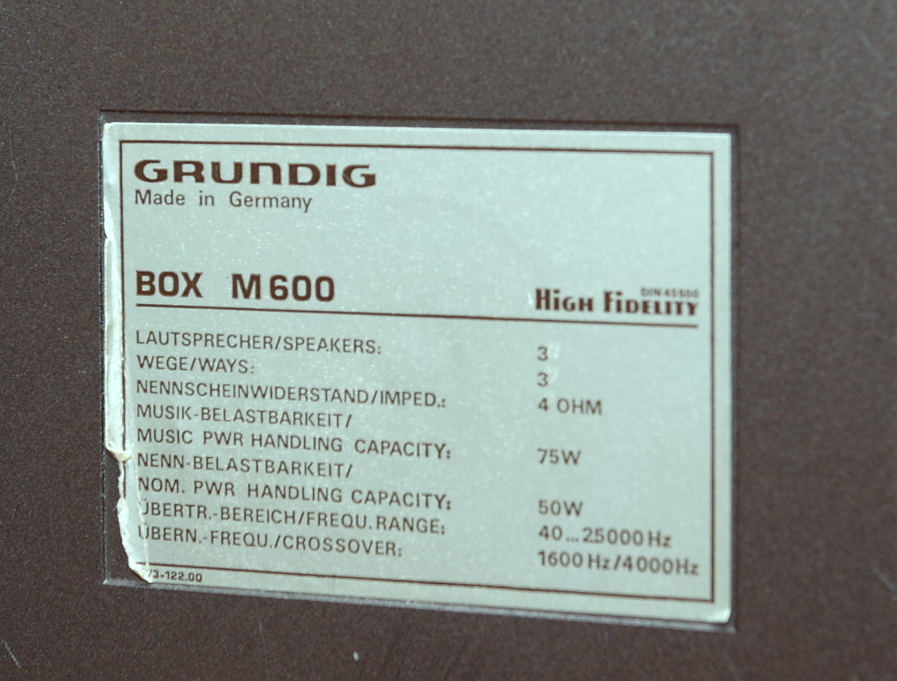 GRUNDIG
Made in Germany
BOX M600
DIN 45500
HIGH FIDELITY
LAUTSPRECHER/SPEAKERS: 3
WEGE/WAYS: 3
NENNSCHEINWIDERSTAND/IMPED.: 4 OHM
MUSIK-BELASTBARKEIT/
MUSIC PWR HANDLING CAPACITY: 75W
NENN-BELASTBARKEIT/
NOM. PWR HANDLING CAPACITY: 50W
ÜBERTR.-BEREICH/FREQU. RANGE: 40...25000 Hz
ÜBERN.-FREQU./CROSSOVER: 1600 Hz/4000Hz
/3-122.00